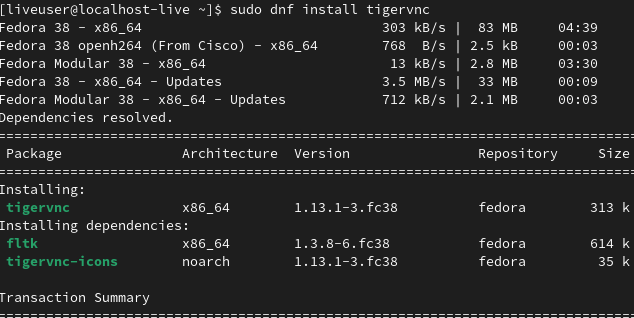 [liveuser@localhost-live ~]$ sudo dnf install tigervnc
Fedora 38 - x86_64                              303 kB/s |  83 MB     04:39
Fedora 38 openh264 (From Cisco) - x86_64        768  B/s | 2.5 kB     00:03
Fedora Modular 38 - x86_64                       13 kB/s | 2.8 MB     03:30
Fedora 38 - x86_64 - Updates                    3.5 MB/s |  33 MB     00:09
Fedora Modular 38 - x86_64 - Updates            712 kB/s | 2.1 MB     00:03
Dependencies resolved.
================================================================================
 Package               Architecture  Version                Repository     Size
================================================================================
Installing:
 tigervnc              x86_64        1.13.1-3.fc38          fedora        313 k
Installing dependencies:
 fltk                  x86_64        1.3.8-6.fc38           fedora        614 k
 tigervnc-icons        noarch        1.13.1-3.fc38          fedora         35 k
Transaction Summary
================================================================================